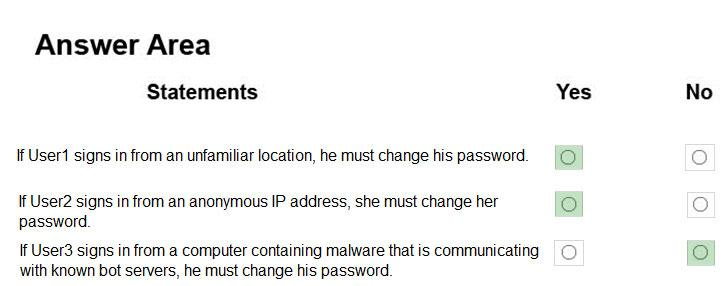 Answer Area
Statements Yes No
If User1 signs in from an unfamiliar location, he must change his password.
If User2 signs in from an anonymous IP address, she must change her
password.
If User3 signs in from a computer containing malware that is communicating
with known bot servers, he must change his password.